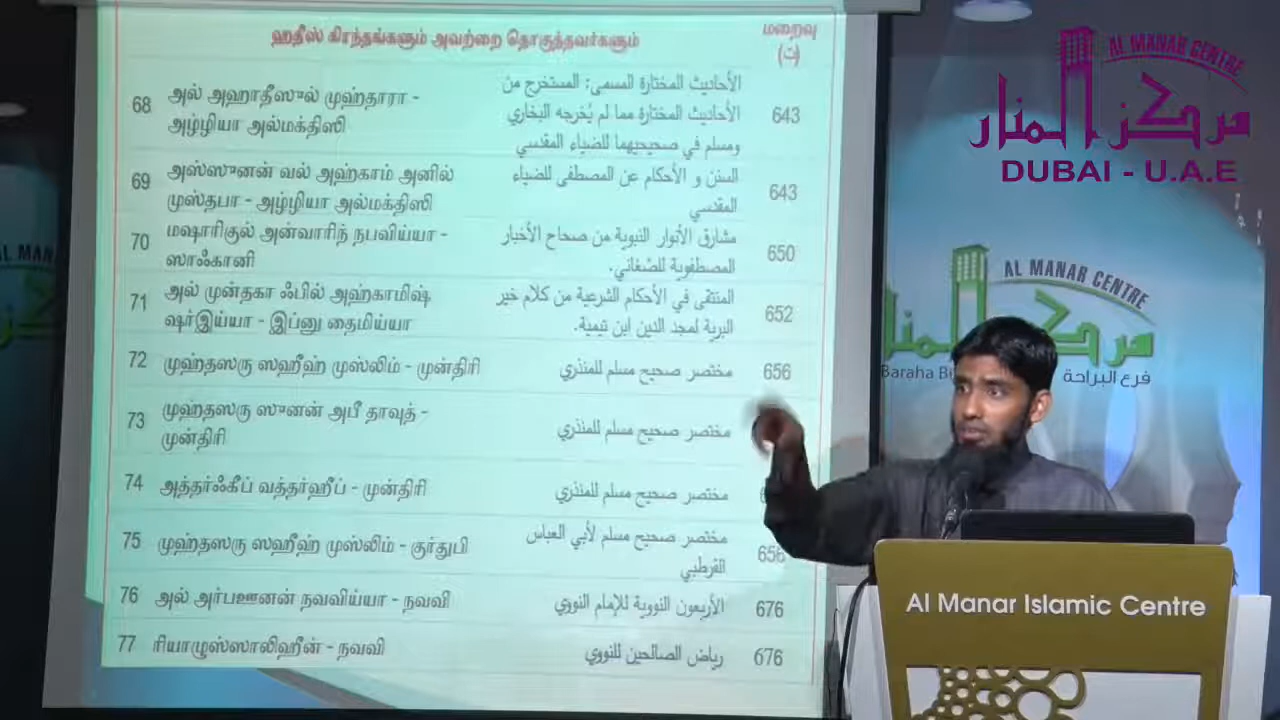 ஹதீஸ் கிரந்தங்களும் அவற்றை தொகுத்தவர்களும்
மறைவு
(ஹி)
68
அல் அஹாதீஸுல் முஹ்தாரா -
அழ்ழியா அல்மக்திஸி
الأحاديث المختارة المسمى: المستخرج من
الأحاديث المختارة مما لم يُخرجه البخاري
ومسلم في صحيحيهما للضياء المقدسي
643
69
அஸ்ஸுனன் வல் அஹ்காம் அனில்
முஸ்தபா - அழ்ழியா அல்மக்திஸி
السنن و الأحكام عن المصطفى للضياء
المقدسي
643
70
மஷாரிகுல் அன்வாரிந் நபவிய்யா -
ஸாஃகானி
مشارق الأنوار النبوية من صحاح الأخبار
المصطفوية للصّغاني.
650
71
அல் முன்தகா ஃபில் அஹ்காமிஷ்
ஷர்இய்யா - இப்னு தைமிய்யா
المنتقى في الأحكام الشرعية من كلام خير
البرية لمجد الدين ابن تيمية.
652
72
முஹ்தஸரு ஸஹீஹ் முஸ்லிம் - முன்திரி
مختصر صحيح مسلم للمنذري
656
73
முஹ்தஸரு ஸுனன் அபீ தாவுத் -
முன்திரி
مختصر صحيح مسلم للمنذري
74
அத்தர்ஃகீப் வத்தர்ஹீப் - முன்திரி
مختصر صحيح مسلم للمنذري
75
முஹ்தஸரு ஸஹீஹ் முஸ்லிம் - குர்துபி
مختصر صحيح مسلم لأبي العباس
القرطبي
656
76
அல் அர்பஊனன் நவவிய்யா - நவவி
الأربعون النووية للإمام النووي
676
77
ரியாழுஸ்ஸாலிஹீன் - நவவி
رياض الصالحين للنووي
676
AL MANAR CENTRE
مركز المنار
DUBAI - U.A.E
AL MANAR CENTRE
مركز المنار
Baraha
فرع البراحة
AL MAN
Al Manar Islamic Centre